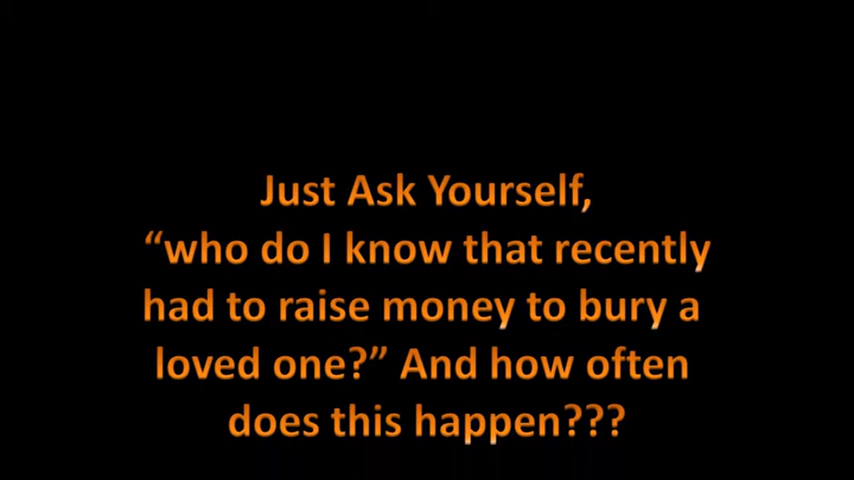 Just Ask Yourself,
“who do I know that recently
had to raise money to bury a
loved one?” And how often
does this happen???